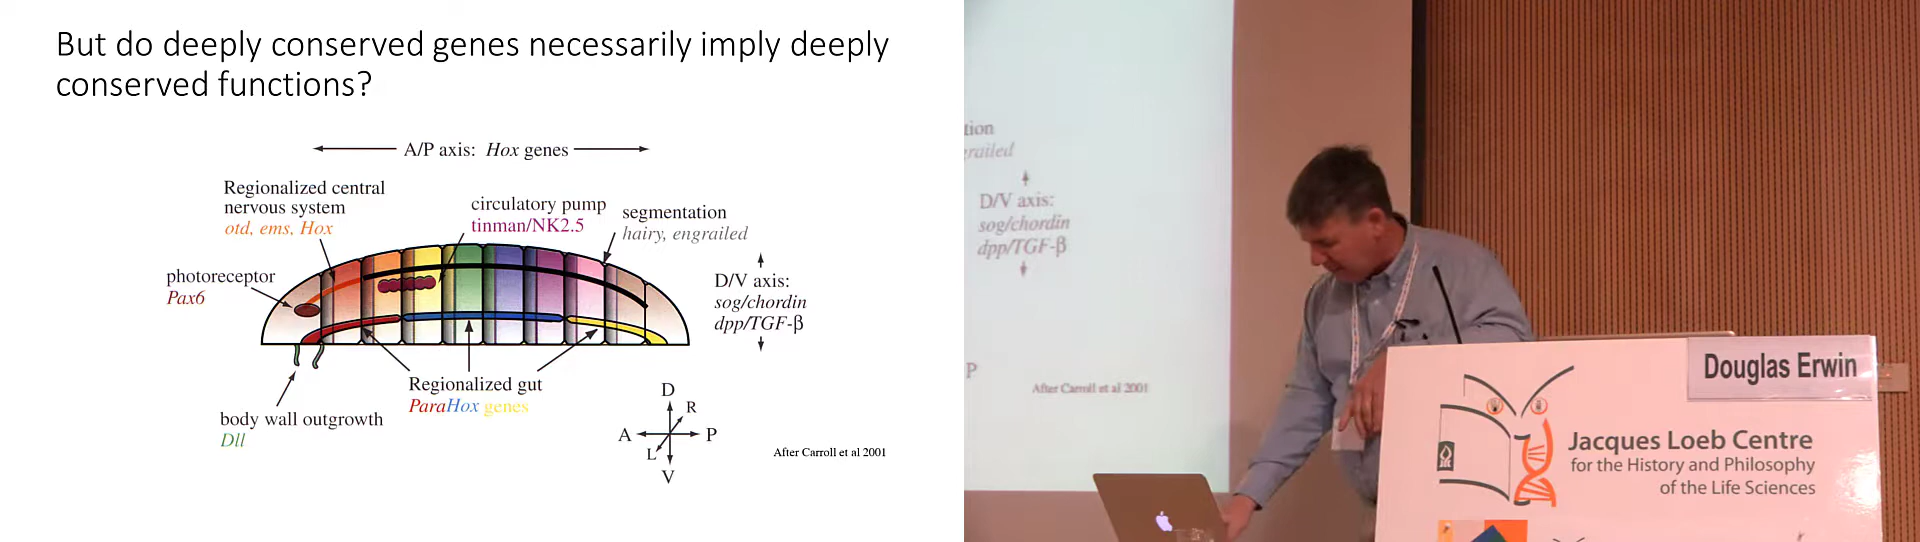 But do deeply conserved genes necessarily imply deeply
conserved functions?
A/P axis: Hox genes
Regionalized central
nervous system
otd, ems, Hox
circulatory pump
tinman/NK2.5
segmentation
hairy, engrailed
photoreceptor
Pax6
D/V axis:
sog/chordin
dpp/TGF-β
Regionalized gut
ParaHox genes
body wall outgrowth
Dll
D
R
A
P
L
V
After Carroll et al 2001
tion
grailed
D/V axis:
sog/chordin
dpp/TGF-β
P
After Carroll et al 2001
Douglas Erwin
Jacques Loeb Centre
for the History and Philosophy
of the Life Sciences